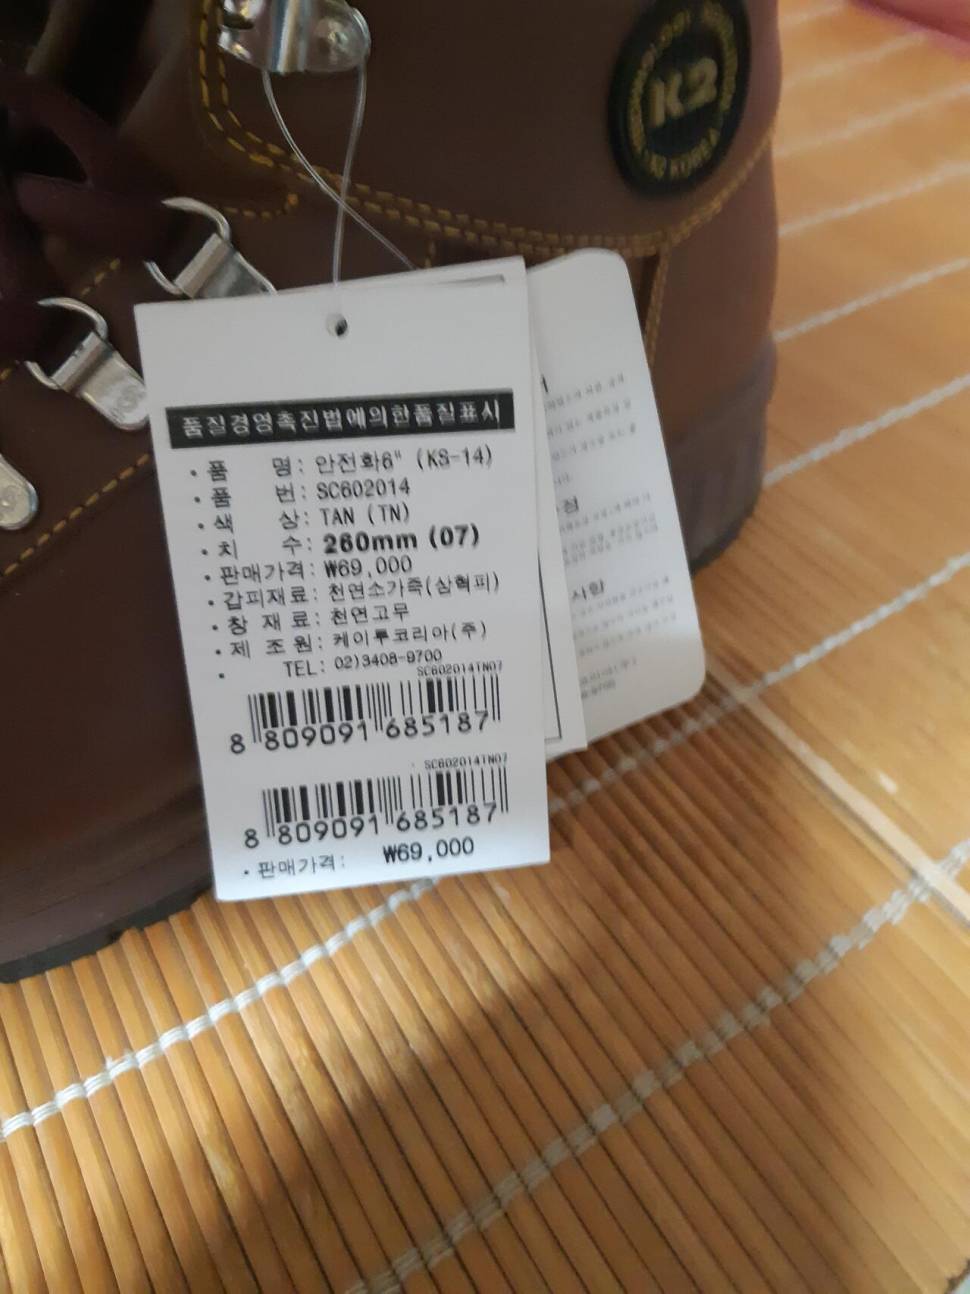 K2
KOREA
품질경영촉진법에의한품질표시
·품 명: 안전화6" (KS-14)
·품 번: SC602014
·색 상: TAN (TN)
·치 수: 260mm (07)
·판매가격: ₩69,000
·갑피재료: 천연소가죽(상혁피)
·창 재 료: 천연고무
·제 조 원: 케이투코리아(주)
· TEL: 02)3408-9700
SC602014TN07
8 809091 685187
SC602014TN07
8 809091 685187
·판매가격: ₩69,000
사항